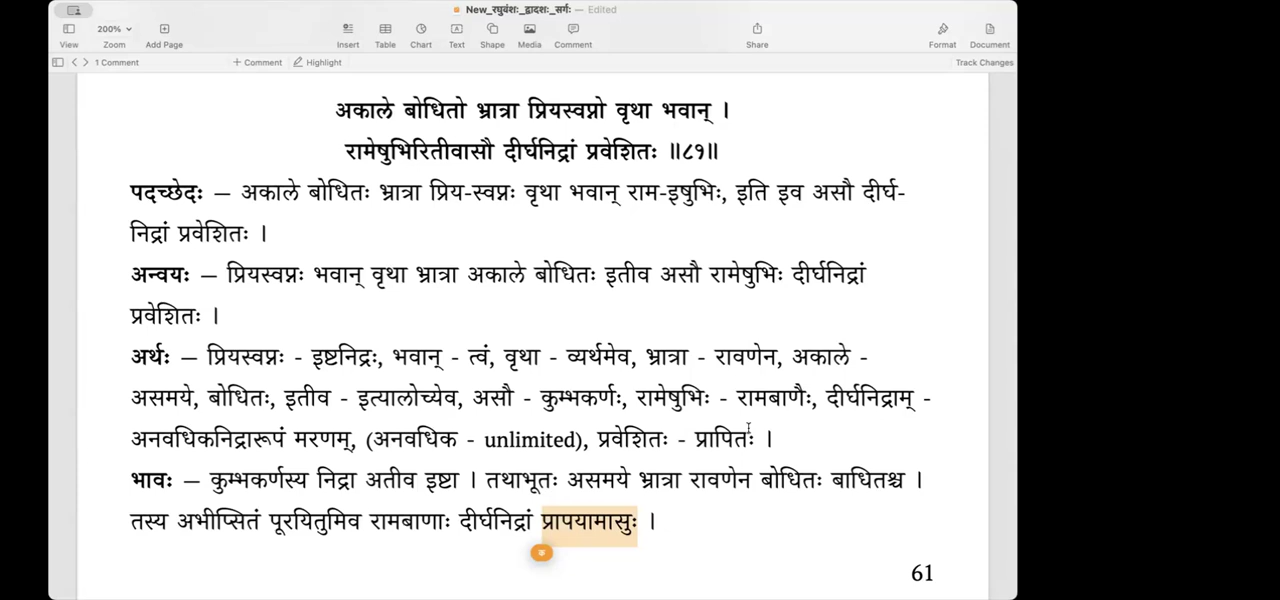 New_रघुवंशः_द्वादशः_सर्गः — Edited
200%
View Zoom Add Page Insert Table Chart Text Shape Media Comment Share Format Document
1 Comment + Comment Highlight Track Changes
अकाले बोधितो भ्रात्रा प्रियस्वप्नो वृथा भवान् ।
रामेषुभिरितीवासौ दीर्घनिद्रां प्रवेशितः ॥८१॥
पदच्छेदः — अकाले बोधितः भ्रात्रा प्रिय-स्वप्नः वृथा भवान् राम-इषुभिः, इति इव असौ दीर्घ-
निद्रां प्रवेशितः ।
अन्वयः — प्रियस्वप्नः भवान् वृथा भ्रात्रा अकाले बोधितः इतीव असौ रामेषुभिः दीर्घनिद्रां
प्रवेशितः ।
अर्थः — प्रियस्वप्नः - इष्टनिद्रः, भवान् - त्वं, वृथा - व्यर्थमेव, भ्रात्रा - रावणेन, अकाले -
असमये, बोधितः, इतीव - इत्यालोच्येव, असौ - कुम्भकर्णः, रामेषुभिः - रामबाणैः, दीर्घनिद्राम् -
अनवधिकनिद्रारूपं मरणम्, (अनवधिक - unlimited), प्रवेशितः - प्रापितः ।
भावः — कुम्भकर्णस्य निद्रा अतीव इष्टा । तथाभूतः असमये भ्रात्रा रावणेन बोधितः बाधितश्च ।
तस्य अभीप्सितं पूरयितुमिव रामबाणाः दीर्घनिद्रां प्रापयामासुः ।
61